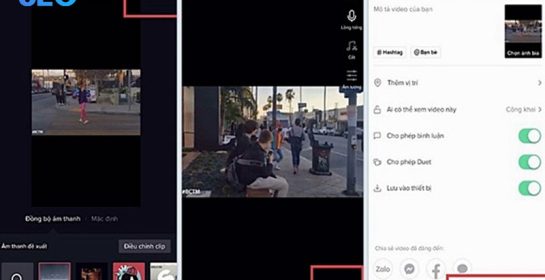 SEO
#BCTM
Đồng bộ âm thanh
Mặc định
Âm thanh đề xuất
Điều chỉnh clip
Lồng tiếng
Cắt
Âm lượng
#BCTM
Mô tả video của bạn
#Hashtag
@Bạn bè
Chọn ảnh bìa
Thêm vị trí
Ai có thể xem video này
Công khai
Cho phép bình luận
Cho phép Duet
Lưu vào thiết bị
Chia sẻ video đã đăng đến:
Zalo